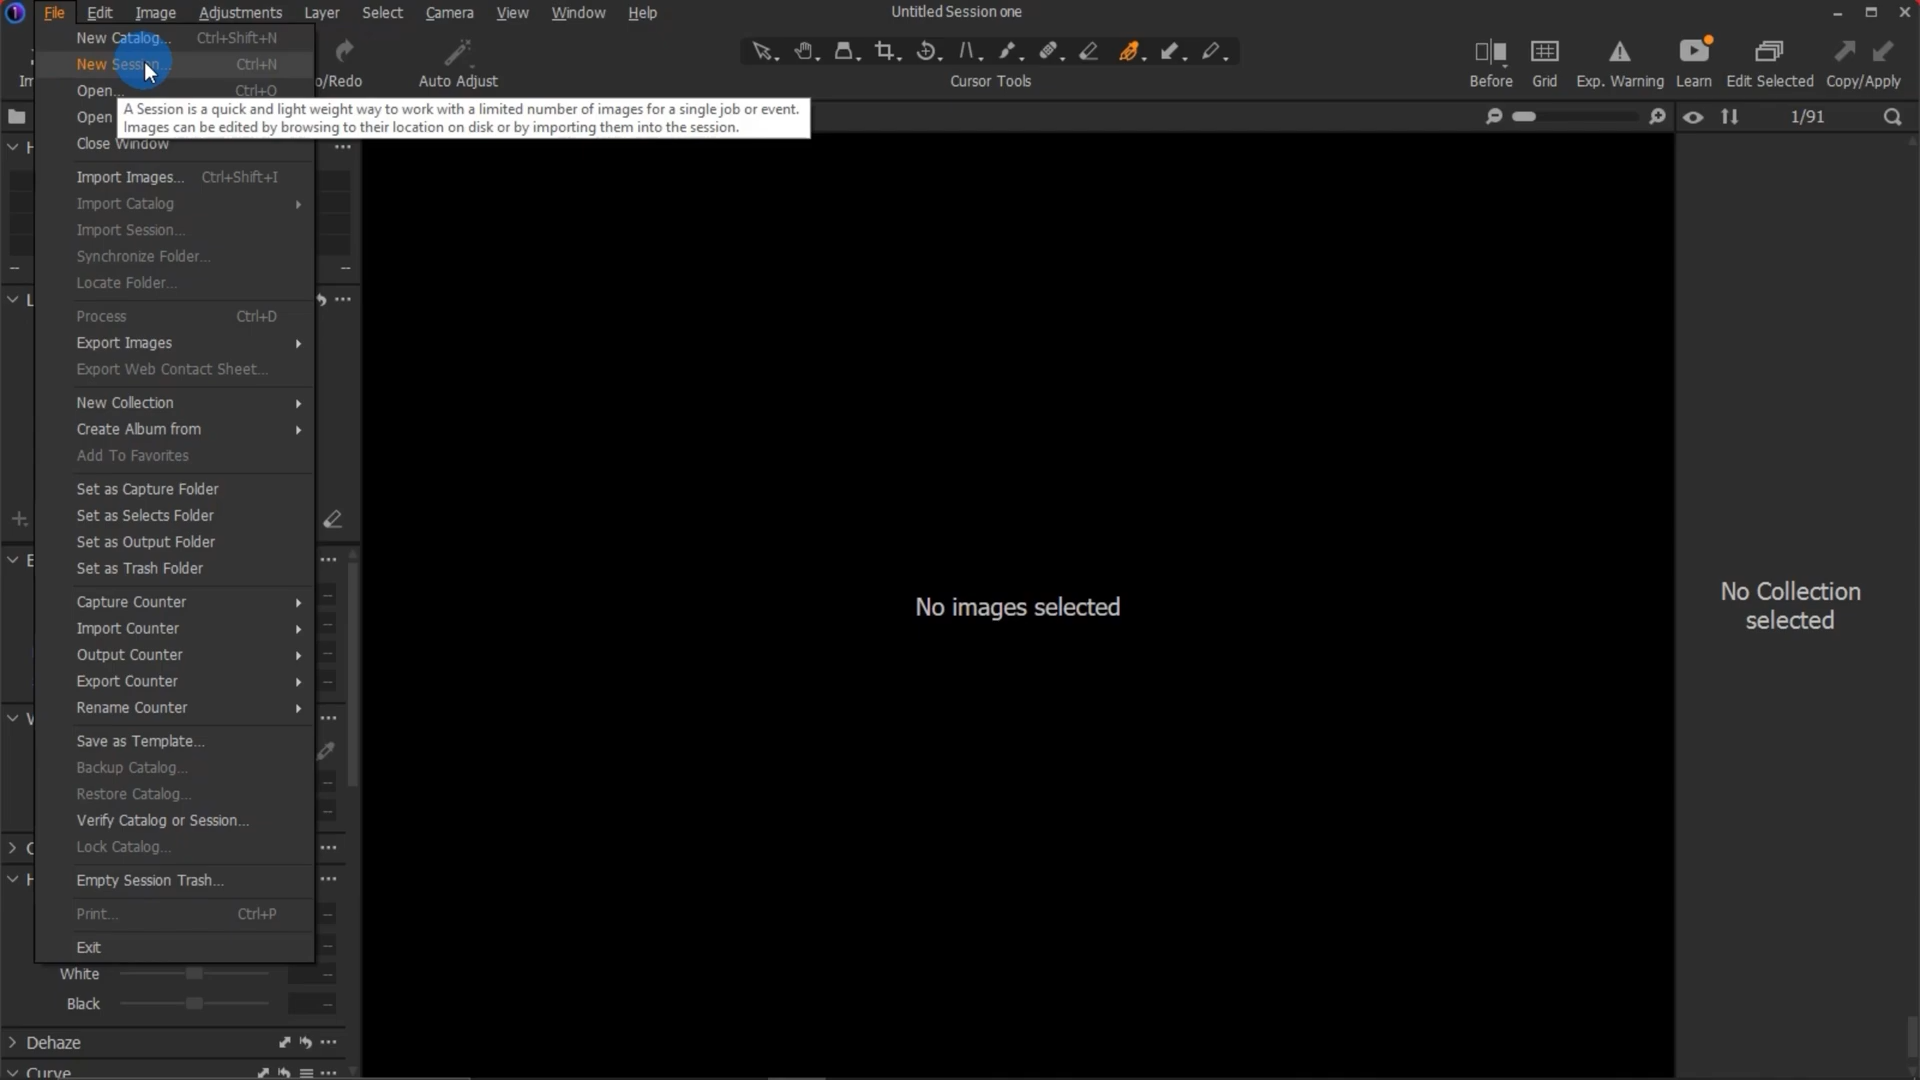 File Edit Image Adjustments Layer Select Camera View Window Help
Untitled Session one
New Catalog... Ctrl+Shift+N
New Session... Ctrl+N
Open... Ctrl+O
Open
Close Window
A Session is a quick and light weight way to work with a limited number of images for a single job or event.
Images can be edited by browsing to their location on disk or by importing them into the session.
/Redo
Auto Adjust
Cursor Tools
Before
Grid
Exp. Warning
Learn
Edit Selected
Copy/Apply
1/91
Import Images... Ctrl+Shift+I
Import Catalog
Import Session...
Synchronize Folder...
Locate Folder...
Process Ctrl+D
Export Images
Export Web Contact Sheet...
New Collection
Create Album from
Add To Favorites
Set as Capture Folder
Set as Selects Folder
Set as Output Folder
Set as Trash Folder
Capture Counter
Import Counter
Output Counter
Export Counter
Rename Counter
Save as Template...
Backup Catalog...
Restore Catalog...
Verify Catalog or Session...
Lock Catalog...
Empty Session Trash...
Print... Ctrl+P
Exit
White
Black
Dehaze
Curve
No images selected
No Collection
selected